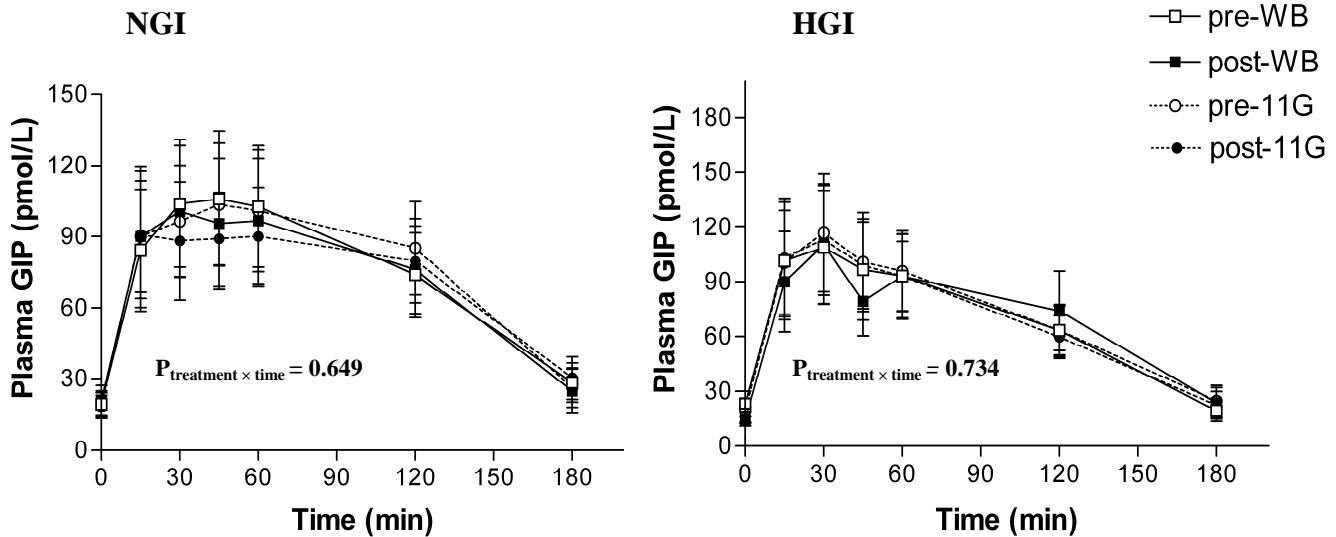 NGI
HGI
pre-WB
post-WB
pre-11G
post-11G
Plasma GIP (pmol/L)
150
120
90
60
30
0
P treatment × time = 0.649
0 30 60 90 120 150 180
Time (min)
Plasma GIP (pmol/L)
180
150
120
90
60
30
0
P treatment × time = 0.734
0 30 60 90 120 150 180
Time (min)